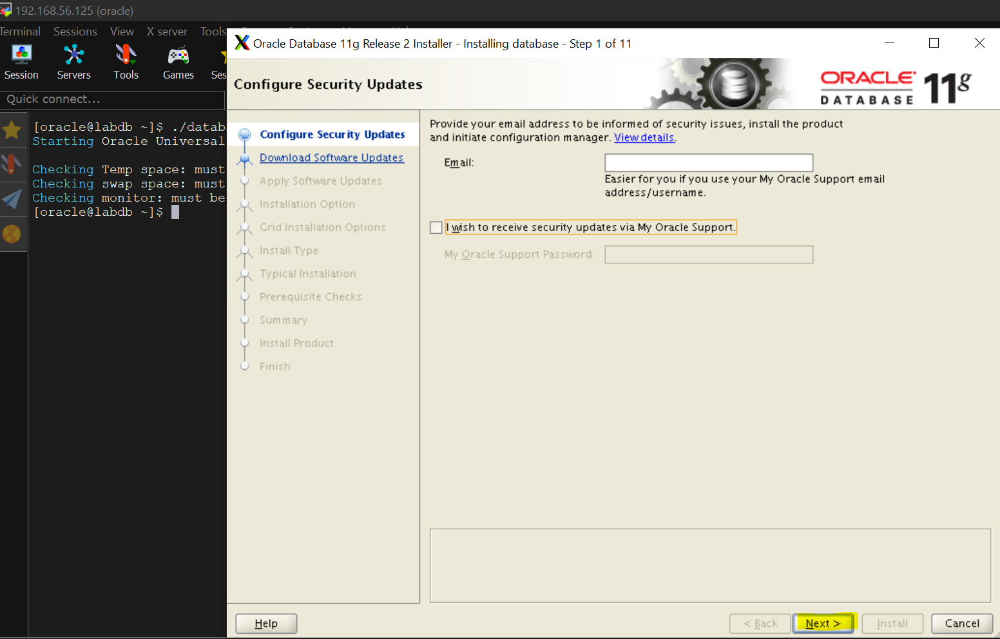 192.168.56.125 (oracle)
Terminal Sessions View X server Tools
Session Servers Tools Games Ses
Quick connect...
[oracle@labdb ~]$ ./datab
Starting Oracle Universal
Checking Temp space: must
Checking swap space: must
Checking monitor: must be
[oracle@labdb ~]$
Oracle Database 11g Release 2 Installer - Installing database - Step 1 of 11
Configure Security Updates
ORACLE
DATABASE 11g
Configure Security Updates
Download Software Updates
Apply Software Updates
Installation Option
Grid Installation Options
Install Type
Typical Installation
Prerequisite Checks
Summary
Install Product
Finish
Provide your email address to be informed of security issues, install the product
and initiate configuration manager. View details.
Email:
Easier for you if you use your My Oracle Support email
address/username.
I wish to receive security updates via My Oracle Support.
My Oracle Support Password:
Help
< Back Next > Install Cancel